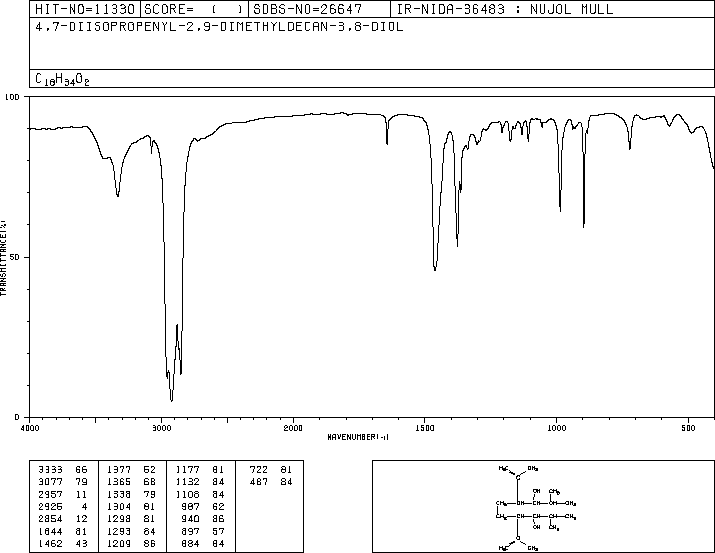 HIT-NO=11330 SCORE= ( ) SDBS-NO=26647 IR-NIDA-36483 : NUJOL MULL
4,7-DIISOPROPENYL-2,9-DIMETHYLDECAN-3,8-DIOL
C18H34O2
100
50
0
TRANSMITTANCE(%)
4000 3000 2000 1500 1000 500
WAVENUMBER(-1)
3333 66 1377 52 1177 81 722 81
3077 79 1365 68 1132 84 487 84
2957 11 1338 79 1108 84
2925 4 1304 81 987 62
2854 12 1298 81 940 86
1644 81 1293 84 897 57
1462 43 1209 86 884 84